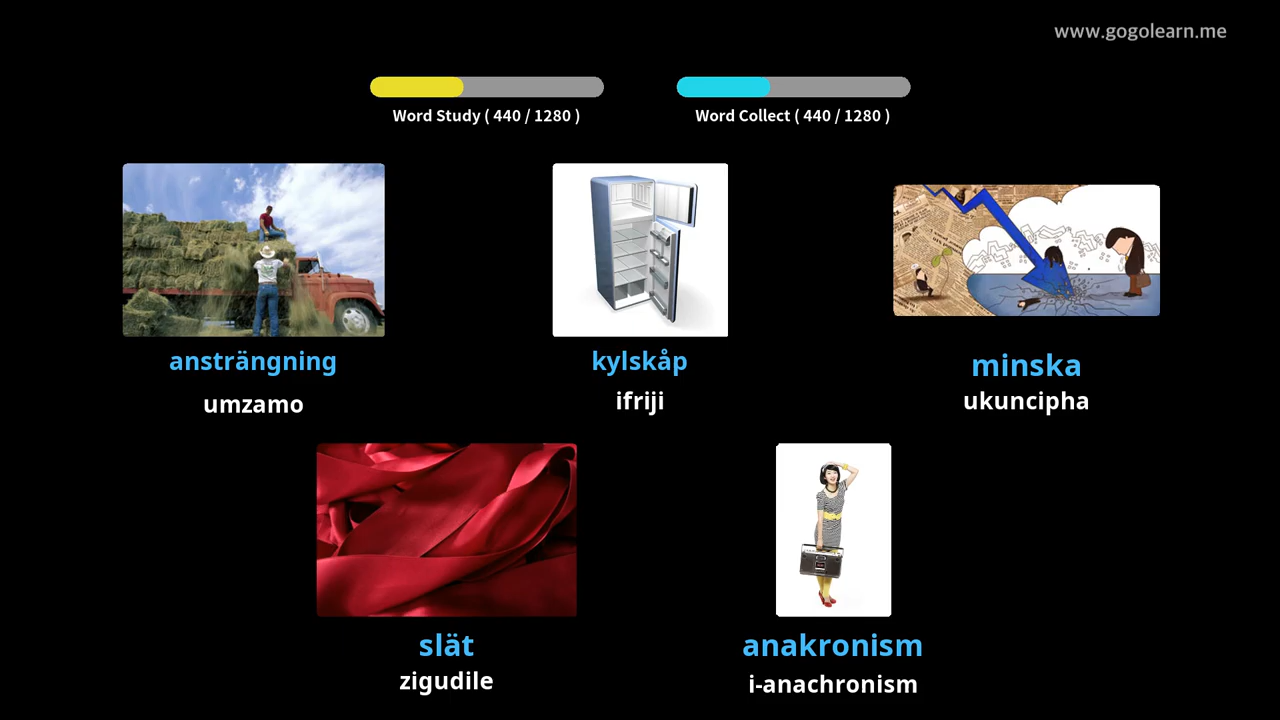 www.gogolearn.me
Word Study ( 440 / 1280 )
Word Collect ( 440 / 1280 )
ansträngning
umzamo
kylskåp
ifriji
minska
ukuncipha
slät
zigudile
anakronism
i-anachronism